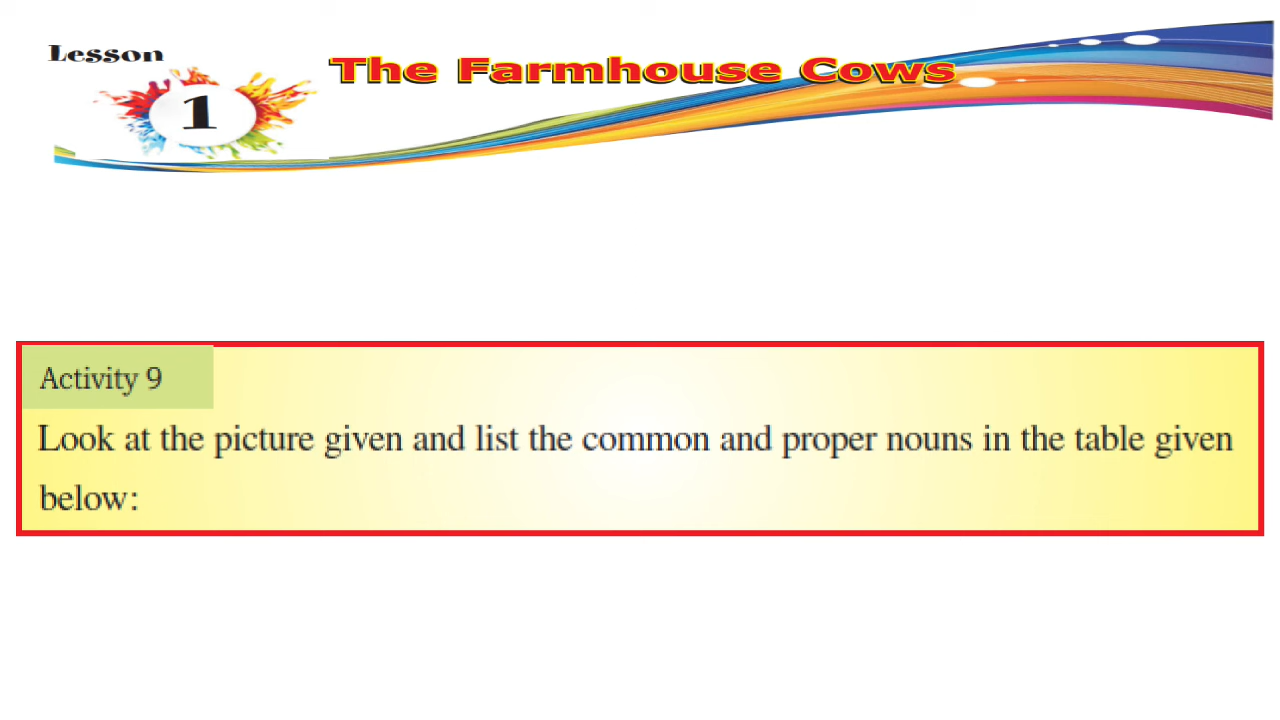 Lesson
1
The Farmhouse Cows
Activity 9
Look at the picture given and list the common and proper nouns in the table given
below: